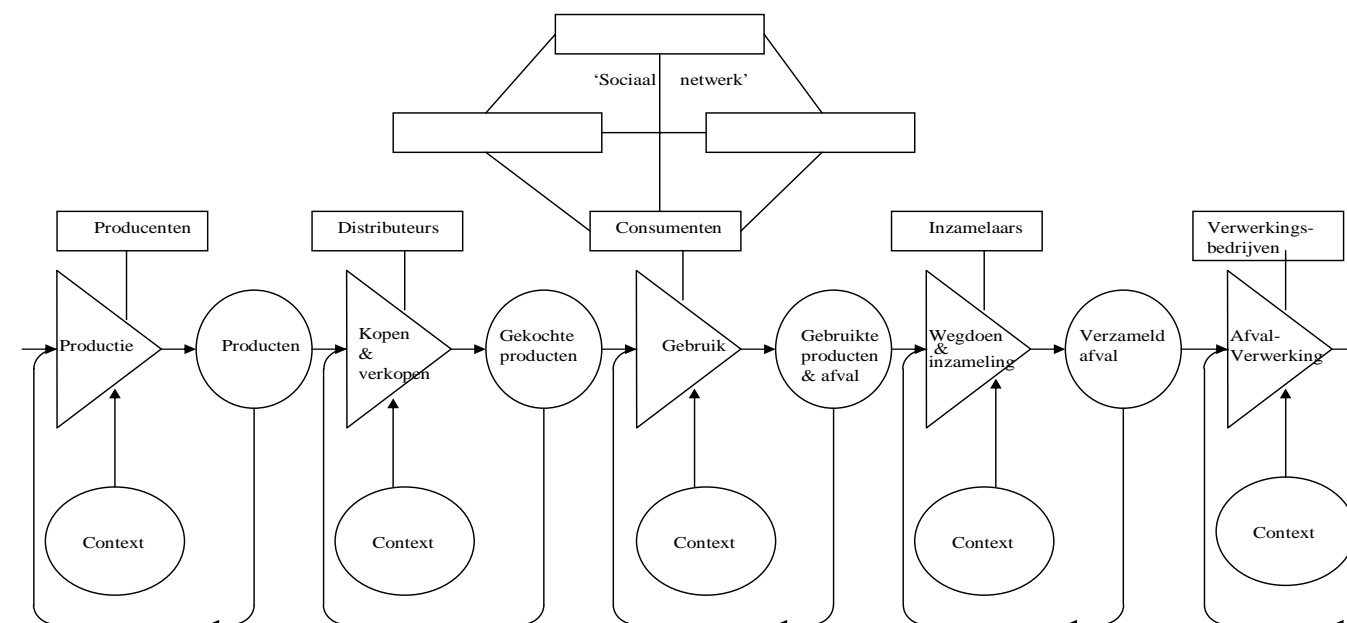 ‘Sociaal netwerk’
Producenten
Distributeurs
Consumenten
Inzamelaars
Verwerkings-
bedrijven
Productie
Producten
Kopen
&
verkopen
Gekochte
producten
Gebruik
Gebruikte
producten
& afval
Wegdoen
&
inzameling
Verzameld
afval
Afval-
Verwerking
Context
Context
Context
Context
Context